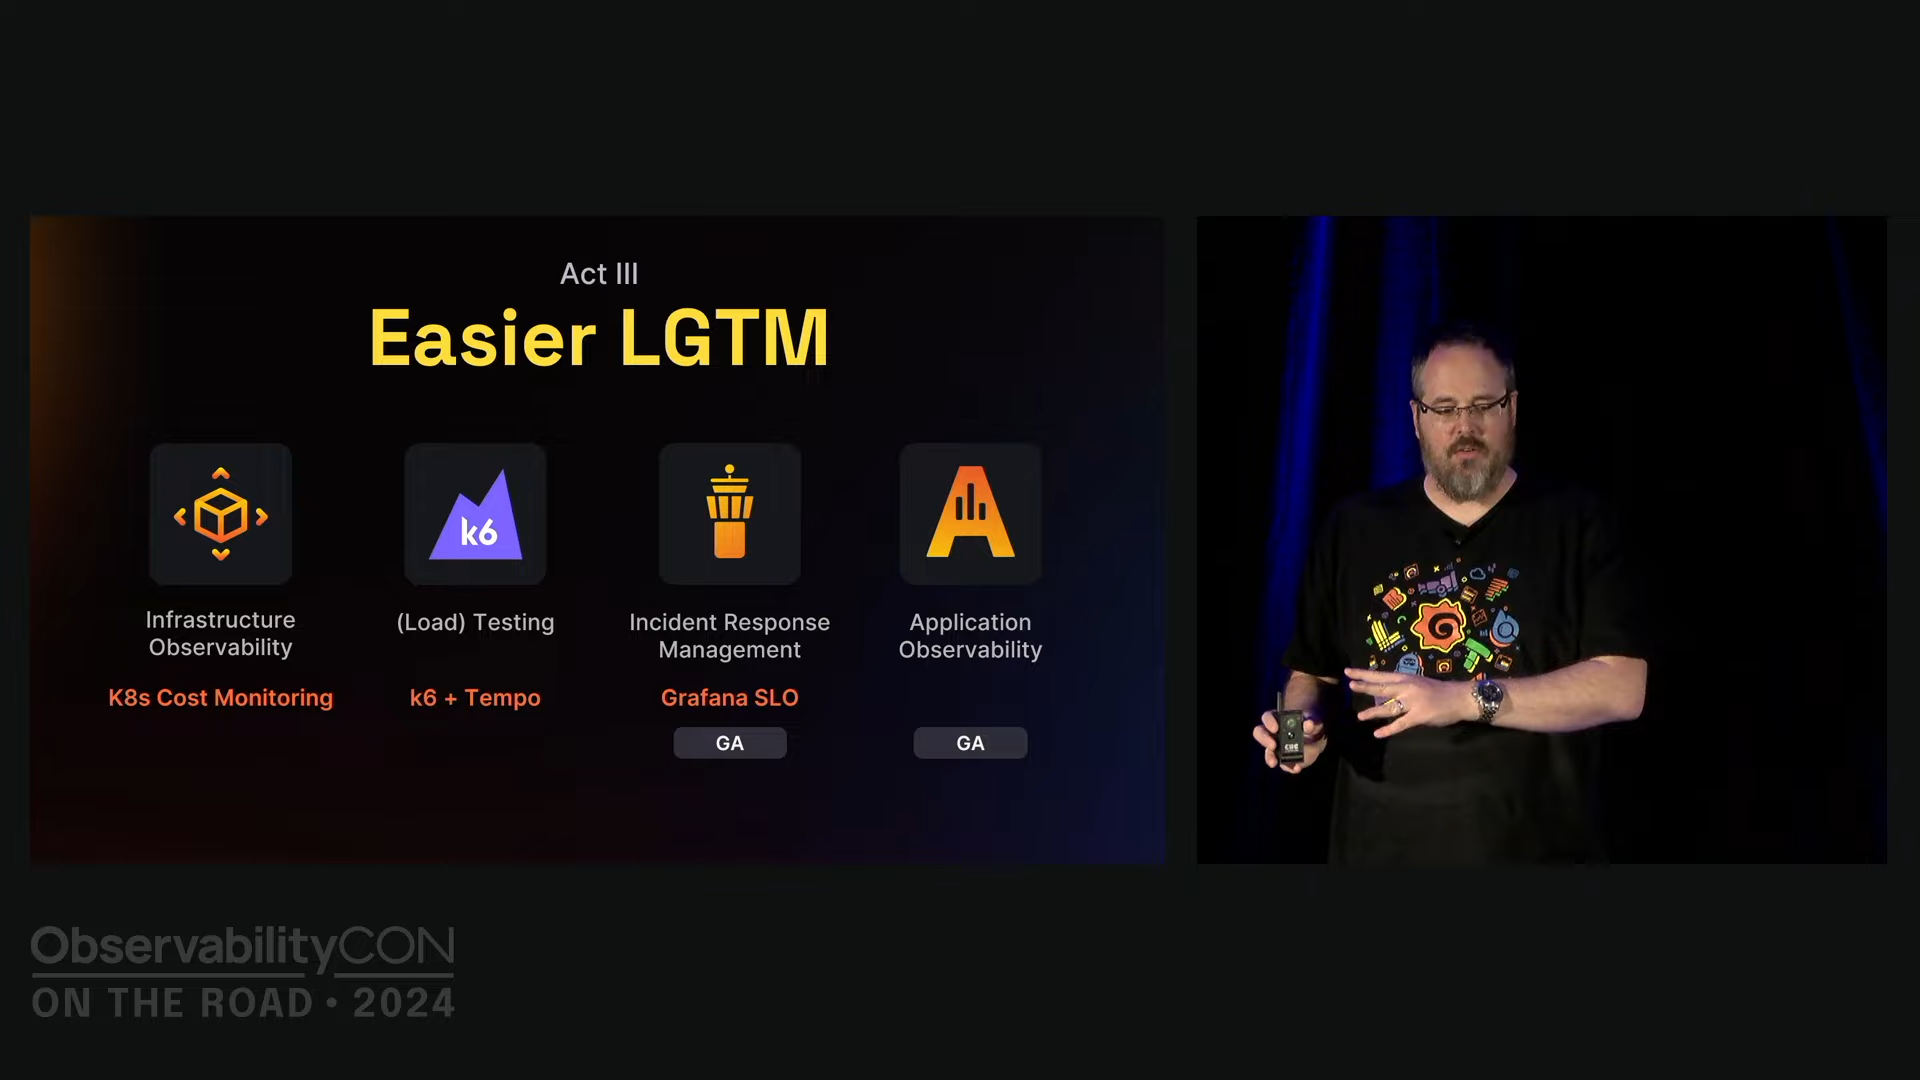 Act III
Easier LGTM
k6
Infrastructure
Observability
(Load) Testing
Incident Response
Management
Application
Observability
K8s Cost Monitoring
k6 + Tempo
Grafana SLO
GA
GA
ObservabilityCON
ON THE ROAD • 2024